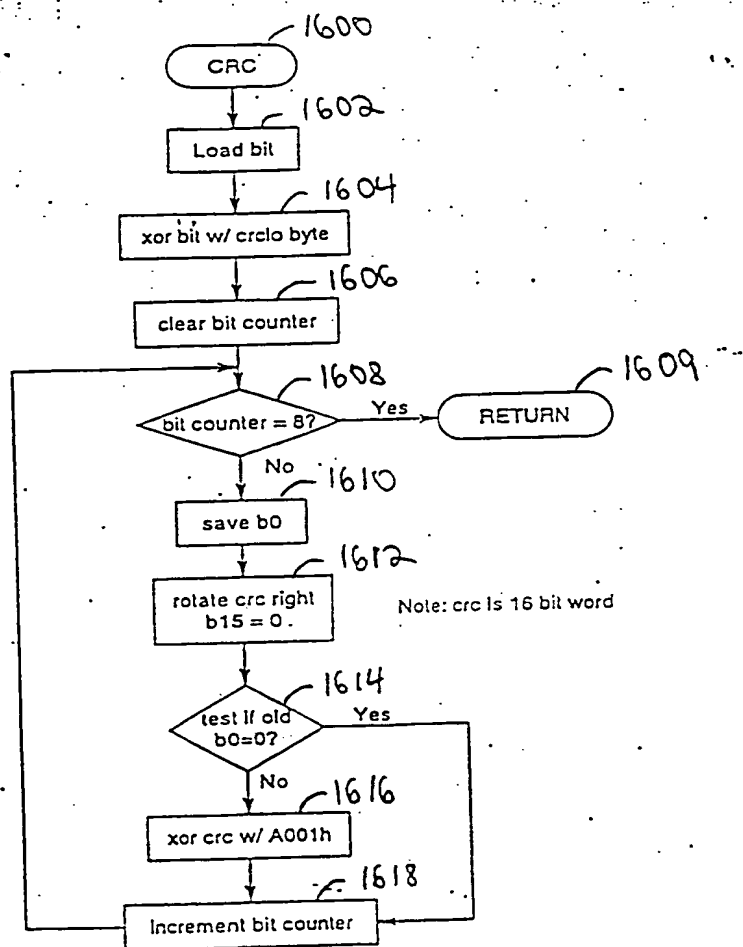 1600
CRC
1602
Load bit
1604
xor bit w/ crclo byte
1606
clear bit counter
1608
1609
bit counter = 8?
Yes
RETURN
No
1610
save b0
1612
rotate crc right
b15 = 0.
Note: crc is 16 bit word
1614
test if old
b0=0?
Yes
No
1616
xor crc w/ A001h
1618
Increment bit counter